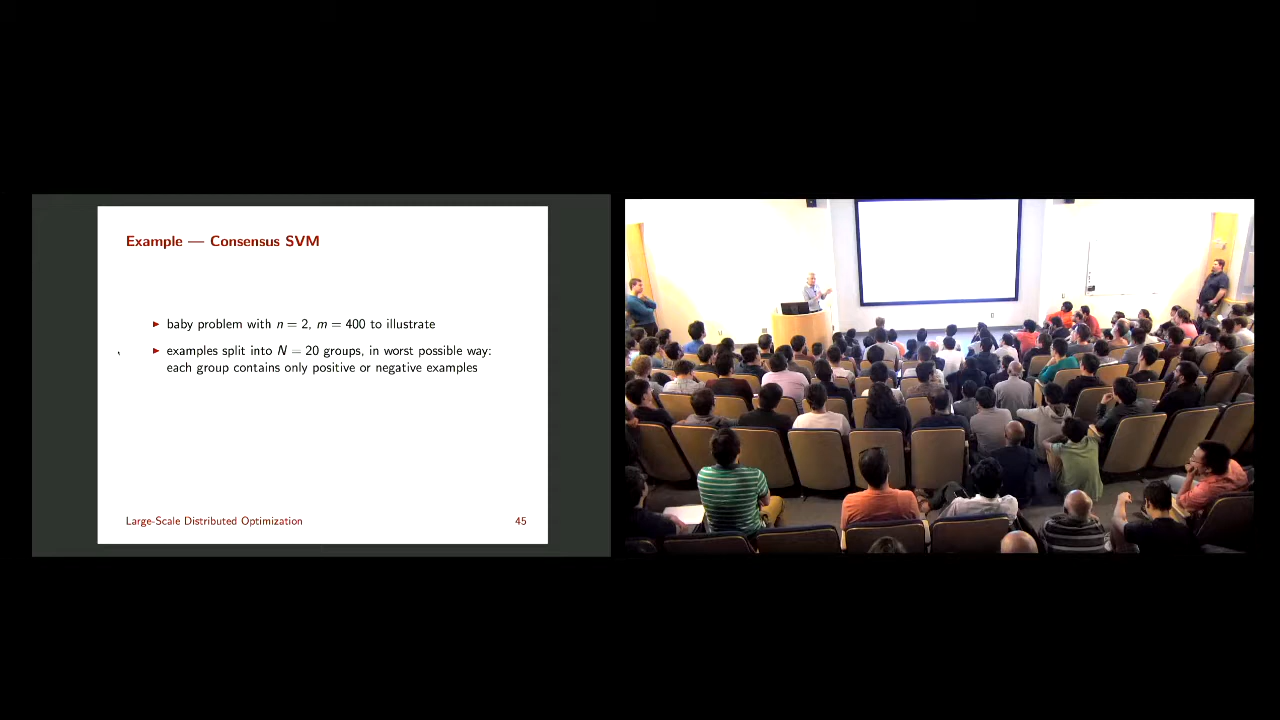 Example — Consensus SVM
▶ baby problem with n = 2, m = 400 to illustrate
▶ examples split into N = 20 groups, in worst possible way:
each group contains only positive or negative examples
Large-Scale Distributed Optimization 45